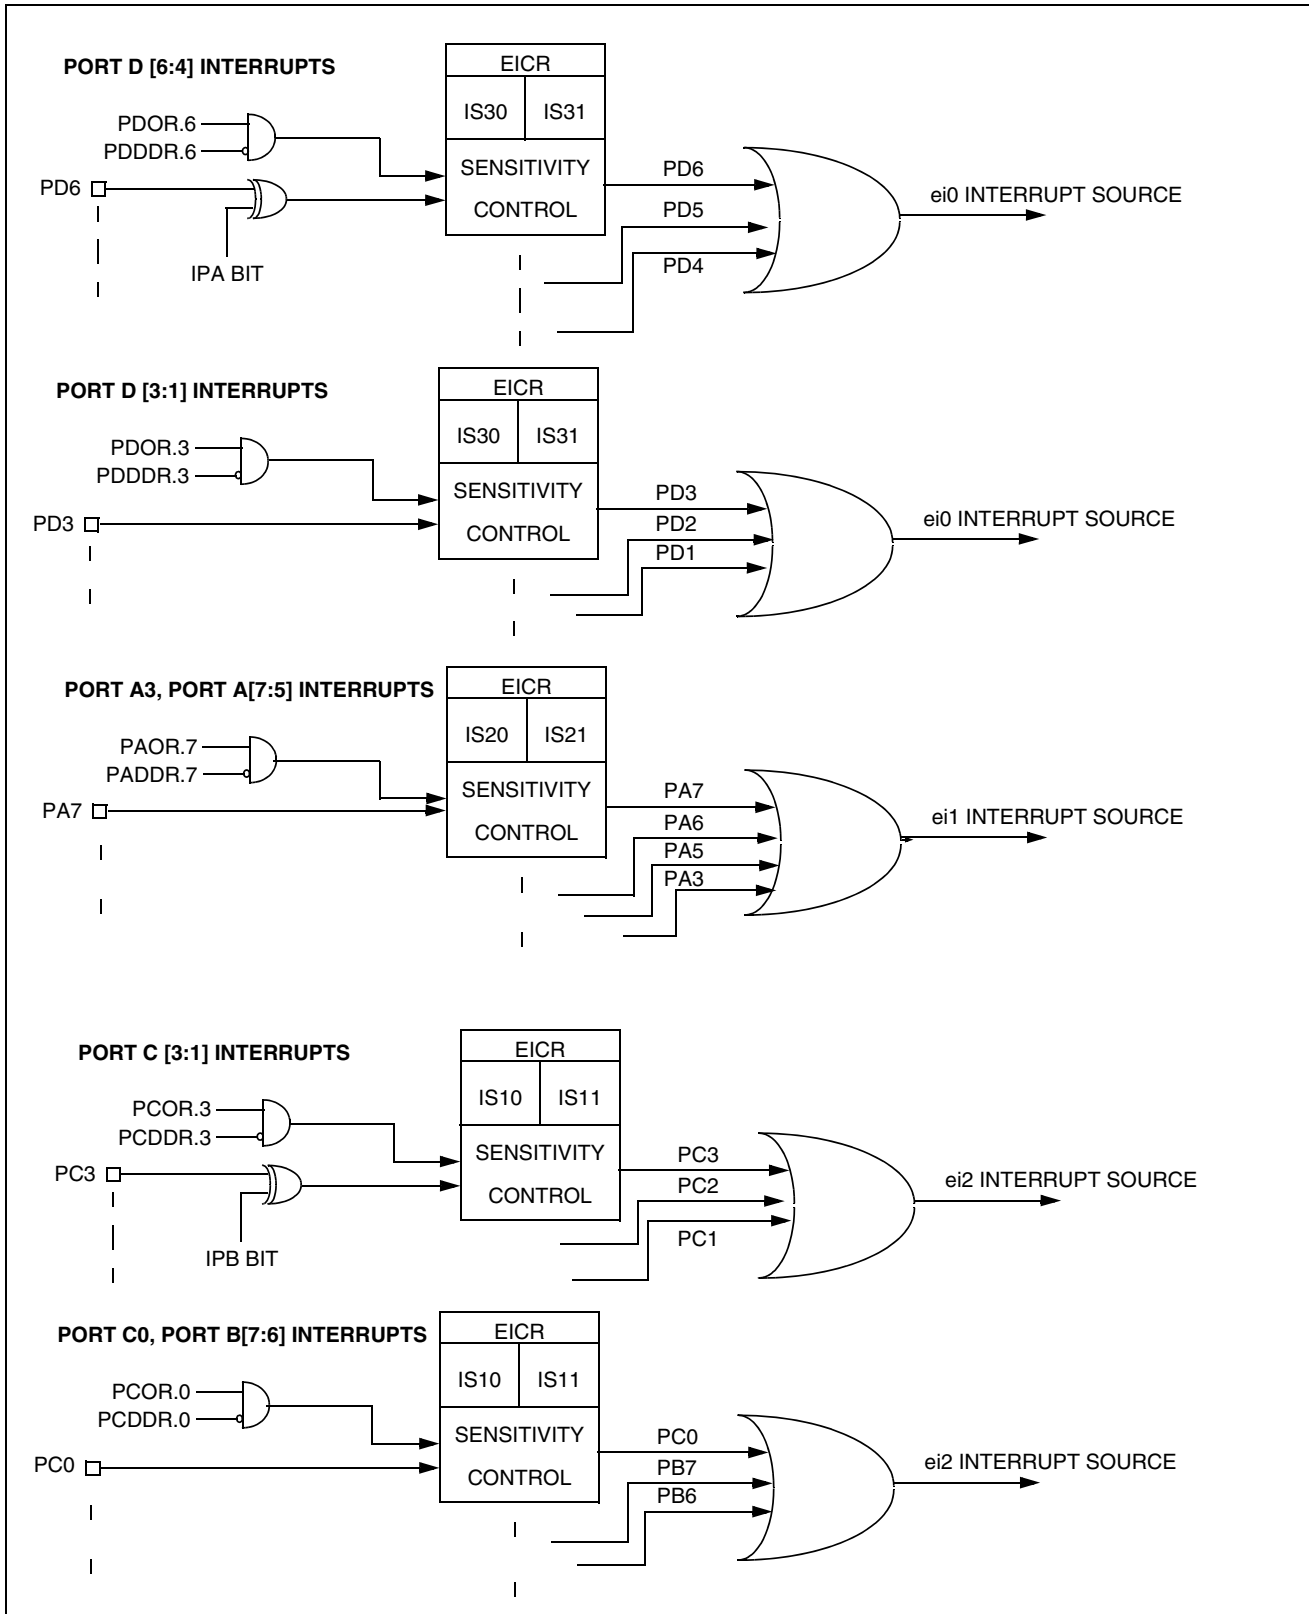 PORT D [6:4] INTERRUPTS
EICR
IS30 IS31
PDOR.6
PDDDR.6
SENSITIVITY
CONTROL
PD6
IPA BIT
PD6
PD5
PD4
ei0 INTERRUPT SOURCE
PORT D [3:1] INTERRUPTS
EICR
IS30 IS31
PDOR.3
PDDDR.3
SENSITIVITY
CONTROL
PD3
PD3
PD2
PD1
ei0 INTERRUPT SOURCE
PORT A3, PORT A[7:5] INTERRUPTS
EICR
IS20 IS21
PAOR.7
PADDR.7
SENSITIVITY
CONTROL
PA7
PA7
PA6
PA5
PA3
ei1 INTERRUPT SOURCE
PORT C [3:1] INTERRUPTS
EICR
IS10 IS11
PCOR.3
PCDDR.3
SENSITIVITY
CONTROL
PC3
IPB BIT
PC3
PC2
PC1
ei2 INTERRUPT SOURCE
PORT C0, PORT B[7:6] INTERRUPTS
EICR
IS10 IS11
PCOR.0
PCDDR.0
SENSITIVITY
CONTROL
PC0
PC0
PB7
PB6
ei2 INTERRUPT SOURCE